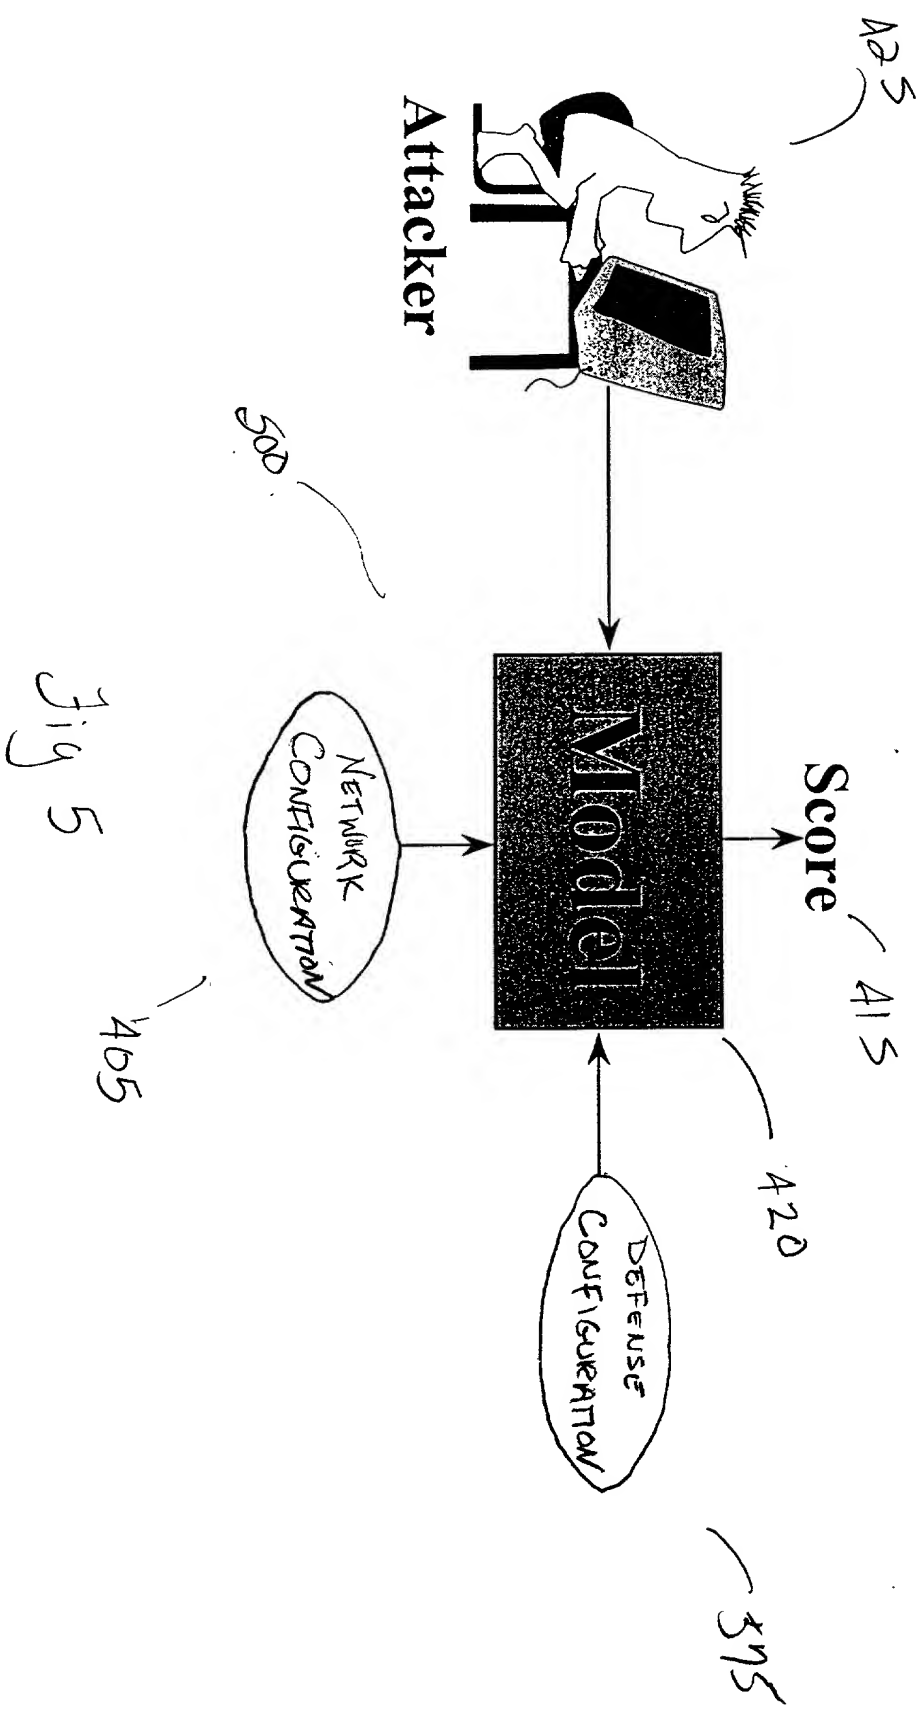 425
415
Score
420
375
Model
DEFENSE
CONFIGURATION
Attacker
NETWORK
CONFIGURATION
500
405
Fig 5